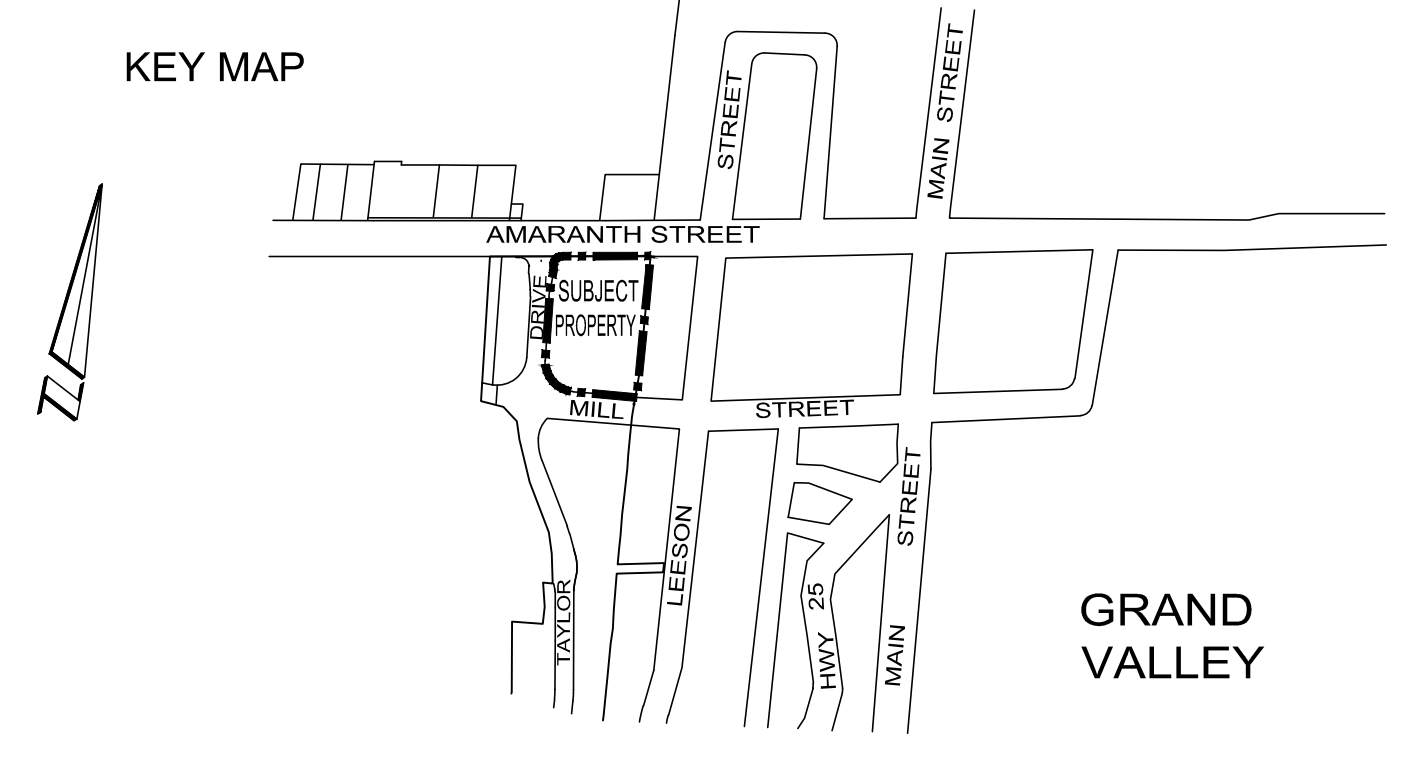 KEY MAP
STREET
MAIN STREET
AMARANTH STREET
DRIVE
SUBJECT
PROPERTY
MILL STREET
LEESON
STREET
TAYLOR
HWY 25
MAIN
GRAND
VALLEY
N